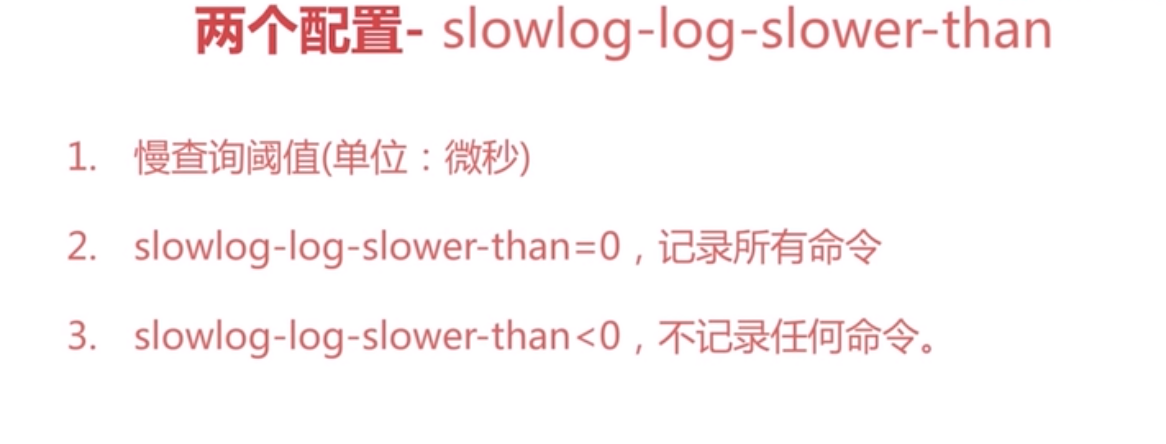 两个配置- slowlog-log-slower-than
1. 慢查询阈值(单位：微秒)
2. slowlog-log-slower-than=0，记录所有命令
3. slowlog-log-slower-than<0，不记录任何命令。